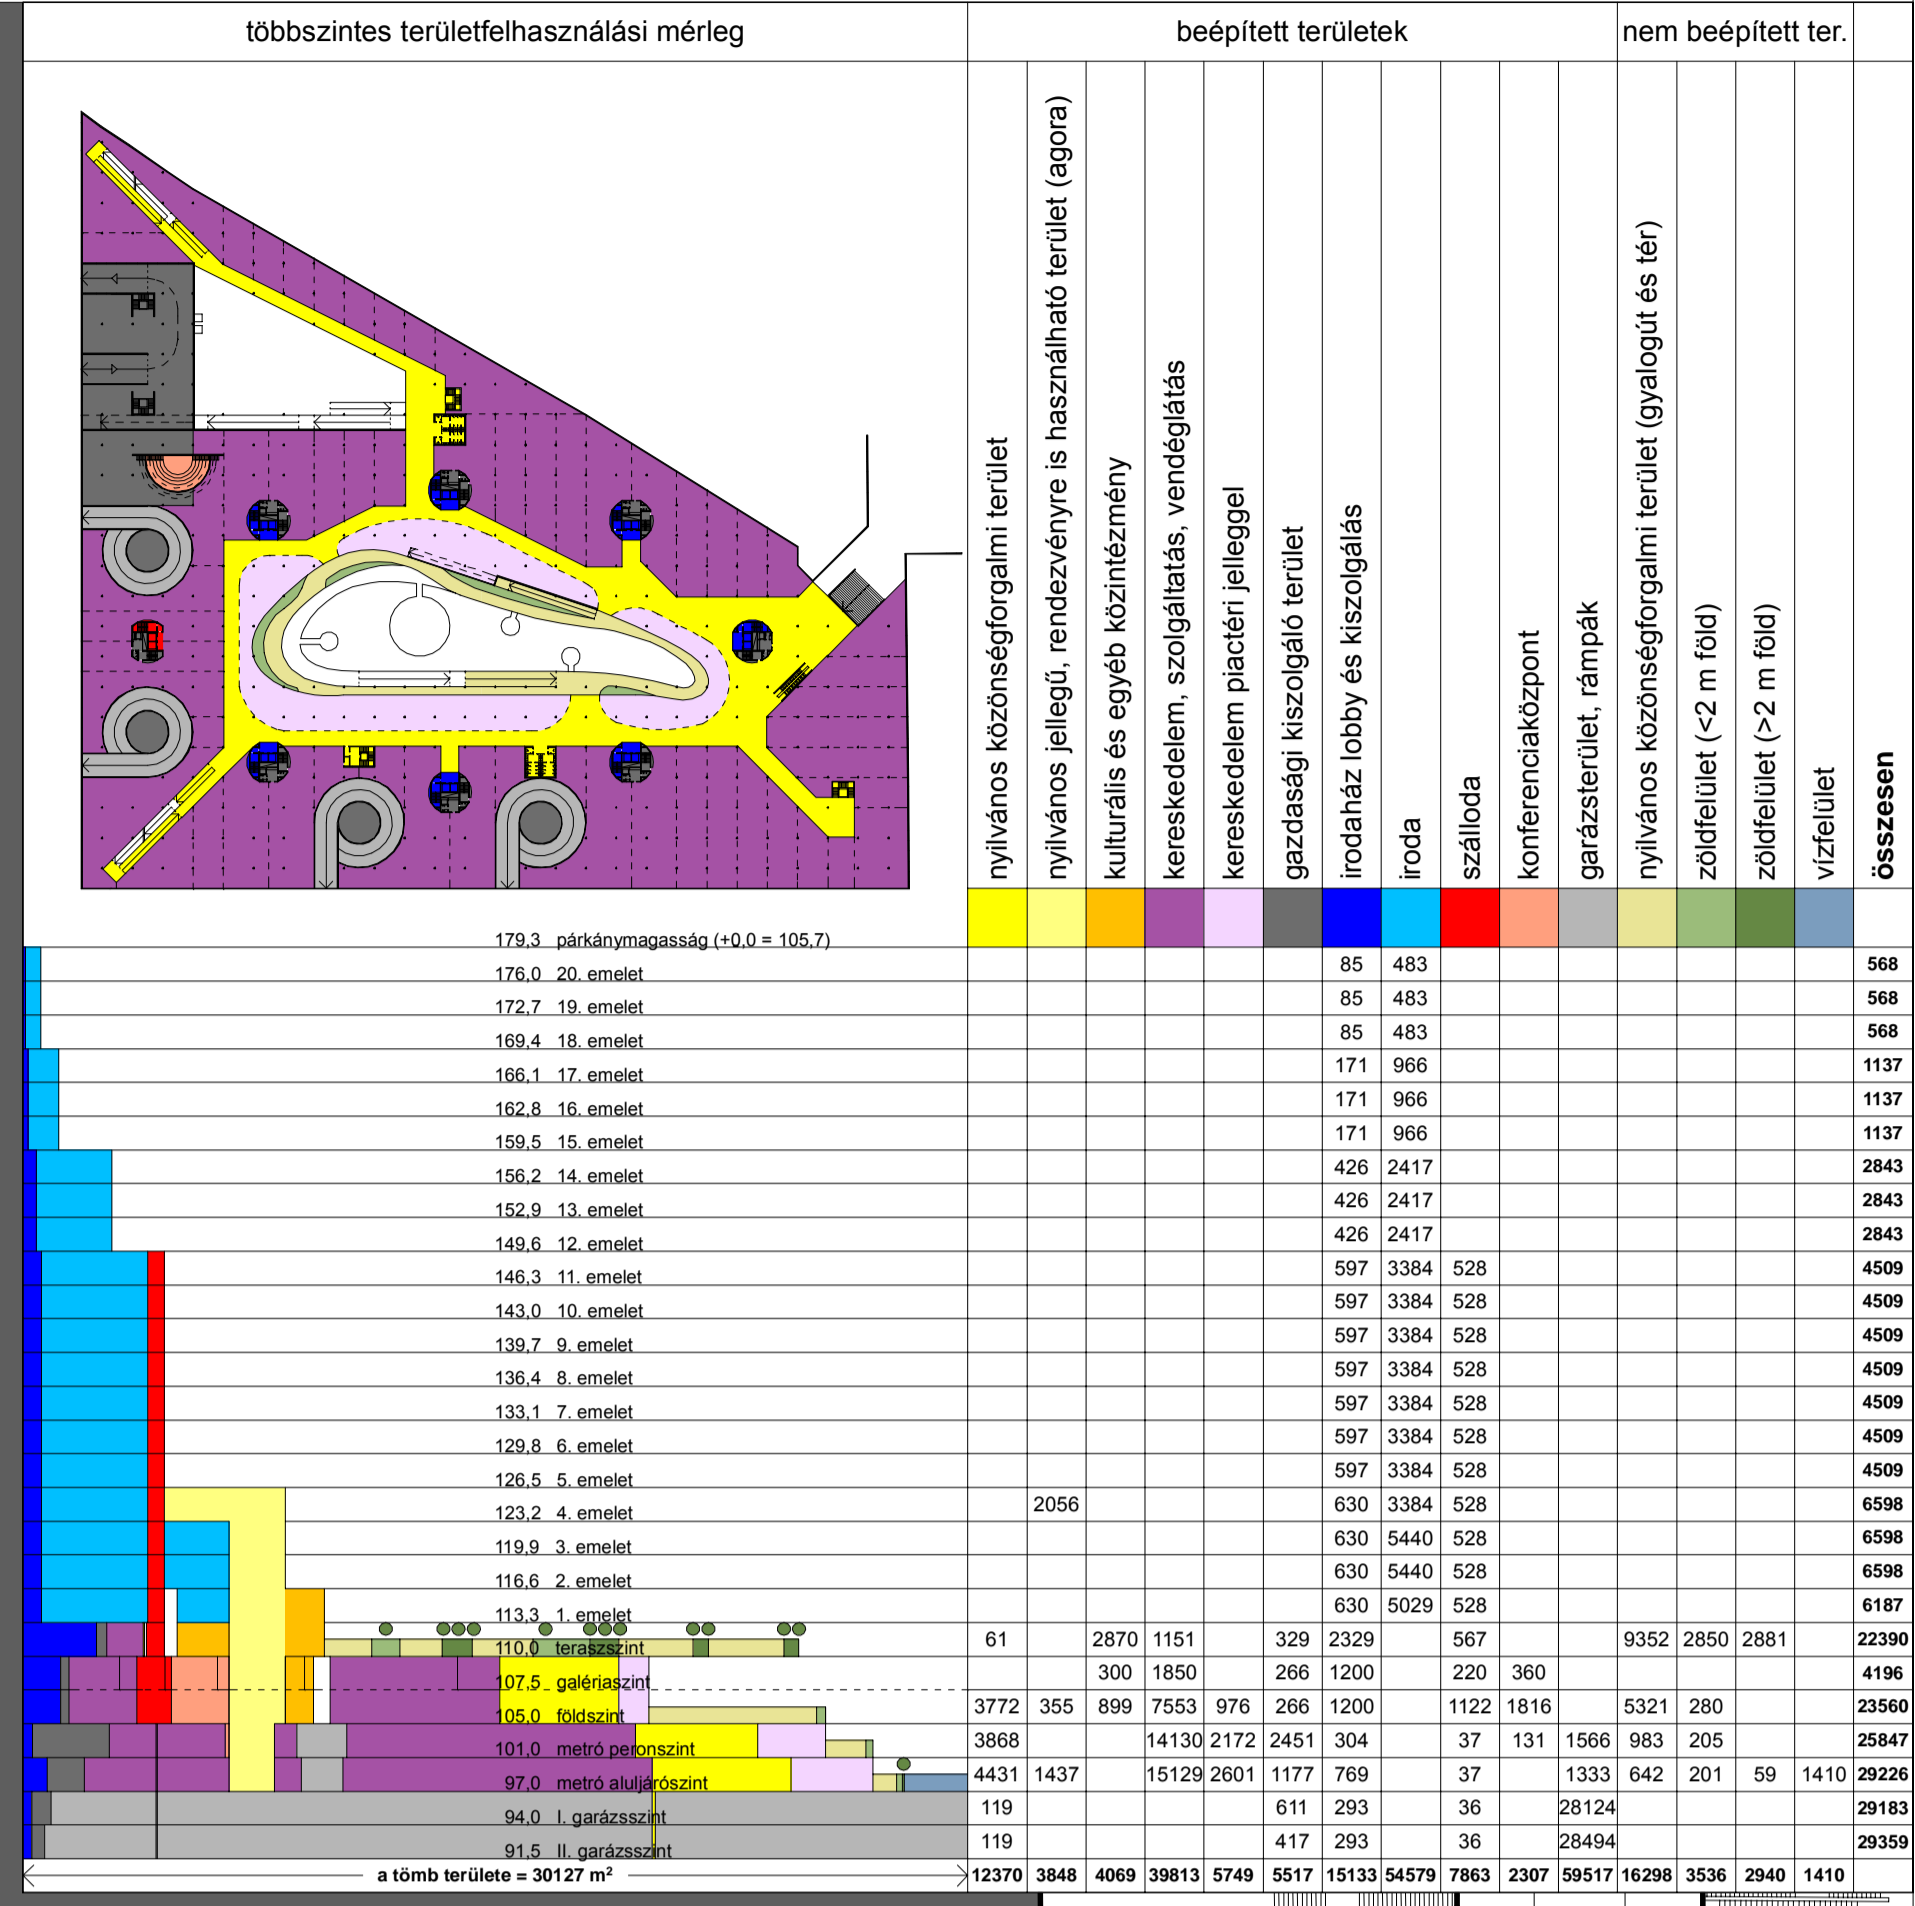 többszintes területfelhasználási mérleg
beépített területek
nem beépített ter.
nyilvános közönségforgalmi terület
nyilvános jellegű, rendezvényre is használható terület (agora)
kulturális és egyéb közintézmény
kereskedelem, szolgáltatás, vendéglátás
kereskedelem piactéri jelleggel
gazdasági kiszolgáló terület
irodaház lobby és kiszolgálás
iroda
szálloda
konferenciaközpont
garázsterület, rámpák
nyilvános közönségforgalmi terület (gyalogút és tér)
zöldfelület (<2 m föld)
zöldfelület (>2 m föld)
vízfelület
összesen
179,3 párkánymagasság (+0,0 = 105,7)
176,0 20. emelet 85 483 568
172,7 19. emelet 85 483 568
169,4 18. emelet 85 483 568
166,1 17. emelet 171 966 1137
162,8 16. emelet 171 966 1137
159,5 15. emelet 171 966 1137
156,2 14. emelet 426 2417 2843
152,9 13. emelet 426 2417 2843
149,6 12. emelet 426 2417 2843
146,3 11. emelet 597 3384 528 4509
143,0 10. emelet 597 3384 528 4509
139,7 9. emelet 597 3384 528 4509
136,4 8. emelet 597 3384 528 4509
133,1 7. emelet 597 3384 528 4509
129,8 6. emelet 597 3384 528 4509
126,5 5. emelet 597 3384 528 4509
123,2 4. emelet 2056 630 3384 528 6598
119,9 3. emelet 630 5440 528 6598
116,6 2. emelet 630 5440 528 6598
113,3 1. emelet 630 5029 528 6187
110,0 teraszszint 61 2870 1151 329 2329 567 9352 2850 2881 22390
107,5 galériaszint 300 1850 266 1200 220 360 4196
105,0 földszint 3772 355 899 7553 976 266 1200 1122 1816 5321 280 23560
101,0 metró peronszint 3868 14130 2172 2451 304 37 131 1566 983 205 25847
97,0 metró aluljárószint 4431 1437 15129 2601 1177 769 37 1333 642 201 59 1410 29226
94,0 I. garázsszint 119 611 293 36 28124 29183
91,5 II. garázsszint 119 417 293 36 28494 29359
a tömb területe = 30127 m² 12370 3848 4069 39813 5749 5517 15133 54579 7863 2307 59517 16298 3536 2940 1410